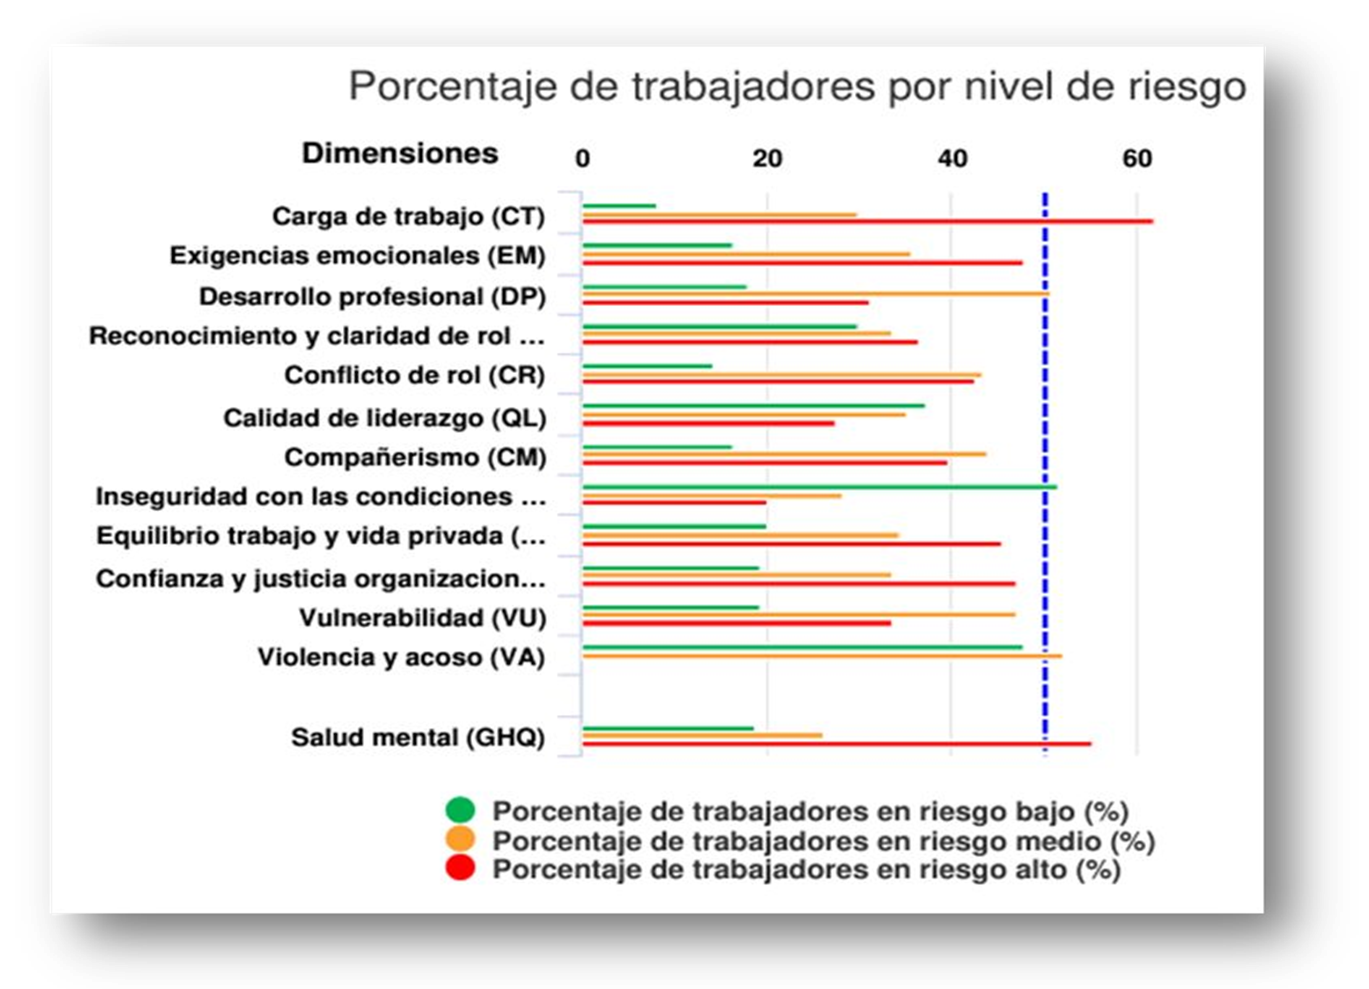 Porcentaje de trabajadores por nivel de riesgo
Dimensiones 0 20 40 60
Carga de trabajo (CT)
Exigencias emocionales (EM)
Desarrollo profesional (DP)
Reconocimiento y claridad de rol ...
Conflicto de rol (CR)
Calidad de liderazgo (QL)
Compañerismo (CM)
Inseguridad con las condiciones ...
Equilibrio trabajo y vida privada (...
Confianza y justicia organizacion...
Vulnerabilidad (VU)
Violencia y acoso (VA)
Salud mental (GHQ)
Porcentaje de trabajadores en riesgo bajo (%)
Porcentaje de trabajadores en riesgo medio (%)
Porcentaje de trabajadores en riesgo alto (%)